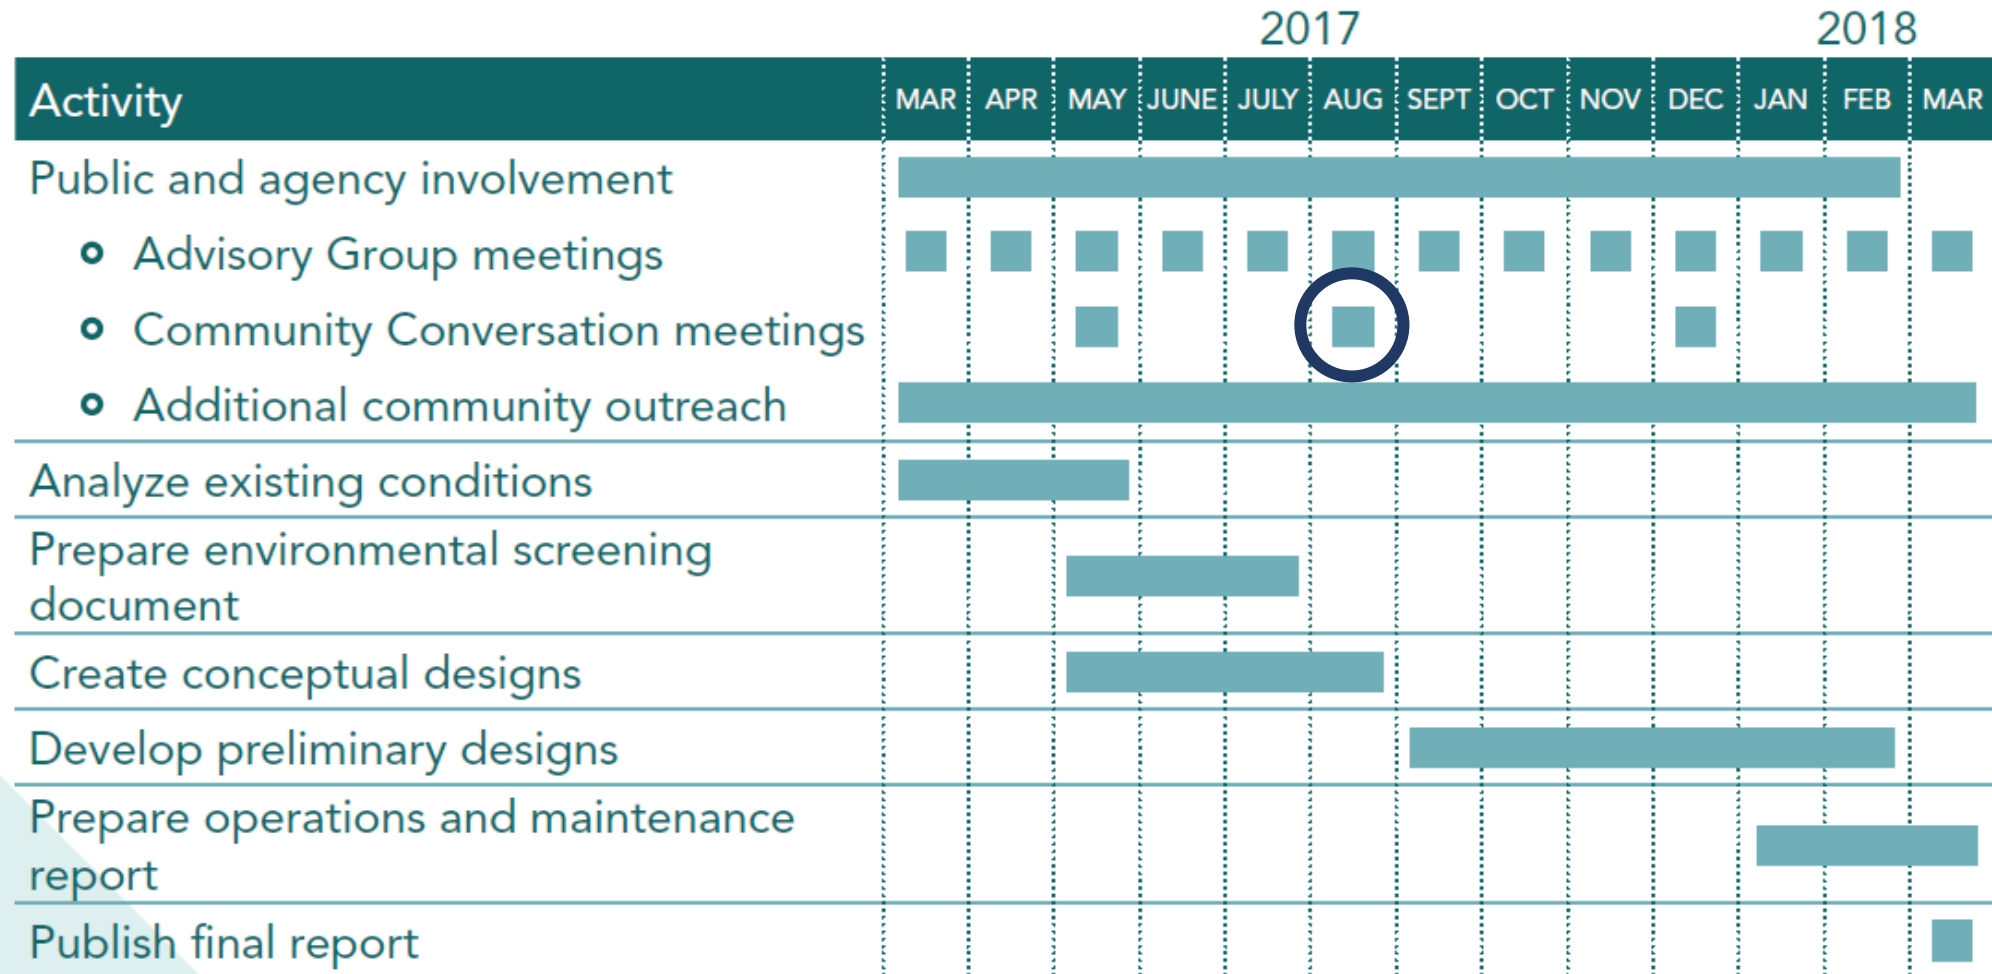 2017 2018
Activity MAR APR MAY JUNE JULY AUG SEPT OCT NOV DEC JAN FEB MAR
Public and agency involvement
Advisory Group meetings
Community Conversation meetings
Additional community outreach
Analyze existing conditions
Prepare environmental screening
document
Create conceptual designs
Develop preliminary designs
Prepare operations and maintenance
report
Publish final report